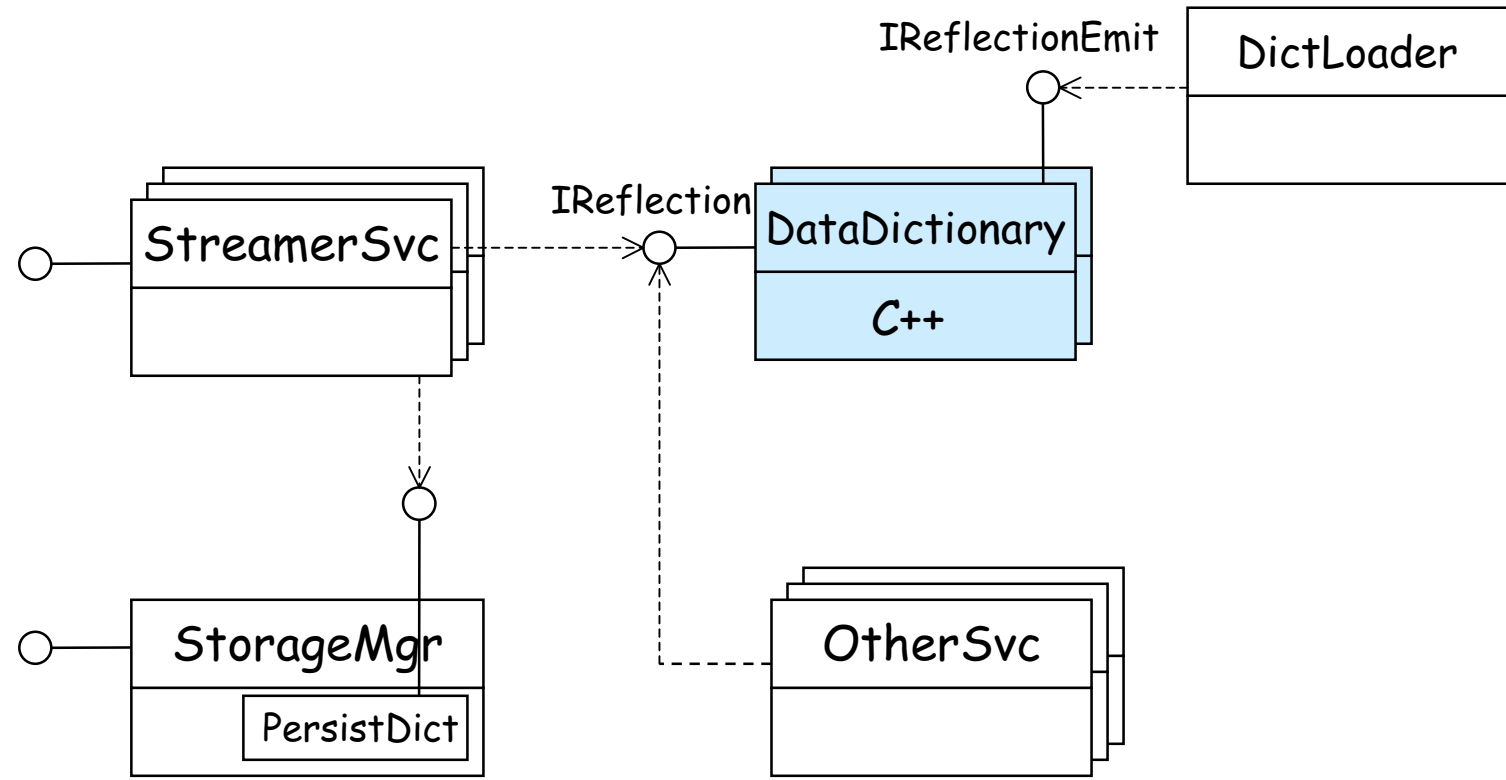 IReflectionEmit
DictLoader
IReflection
StreamerSvc
DataDictionary
C++
StorageMgr
PersistDict
OtherSvc